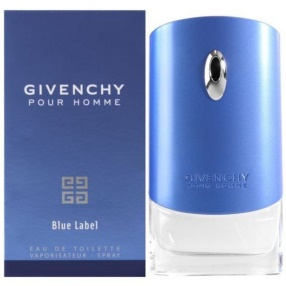 GIVENCHY
POUR HOMME
Blue Label
EAU DE TOILETTE
VAPORISATEUR - SPRAY
GIVENCHY
POUR HOMME